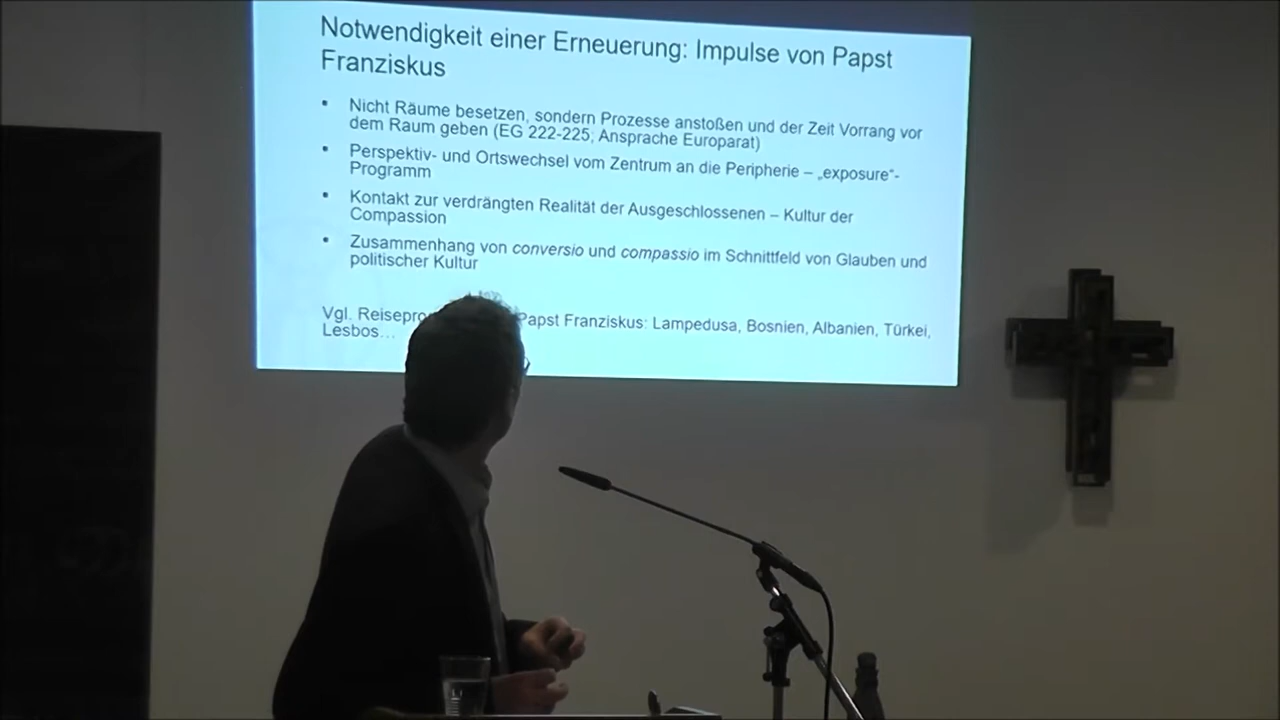 Notwendigkeit einer Erneuerung: Impulse von Papst
Franziskus
• Nicht Räume besetzen, sondern Prozesse anstoßen und der Zeit Vorrang vor
dem Raum geben (EG 222-225; Ansprache Europarat)
• Perspektiv- und Ortswechsel vom Zentrum an die Peripherie – „exposure“-
Programm
• Kontakt zur verdrängten Realität der Ausgeschlossenen – Kultur der
Compassion
• Zusammenhang von conversio und compassio im Schnittfeld von Glauben und
politischer Kultur
Vgl. Papst Franziskus: Lampedusa, Bosnien, Albanien, Türkei,
Lesbos…